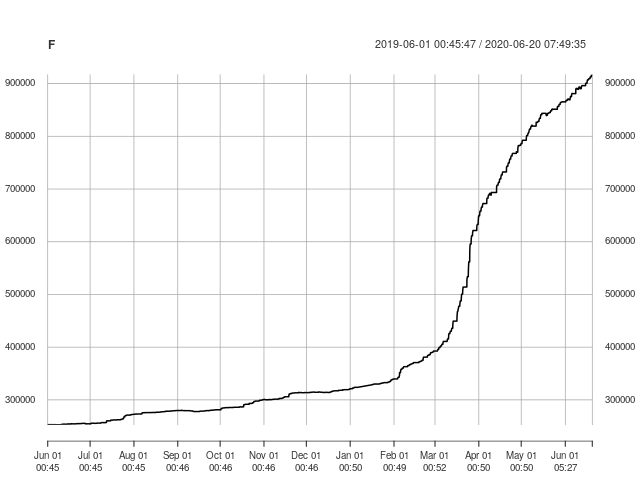 F
2019-06-01 00:45:47 / 2020-06-20 07:49:35
900000 900000
800000 800000
700000 700000
600000 600000
500000 500000
400000 400000
300000 300000
Jun 01 Jul 01 Aug 01 Sep 01 Oct 01 Nov 01 Dec 01 Jan 01 Feb 01 Mar 01 Apr 01 May 01 Jun 01
00:45 00:45 00:45 00:46 00:46 00:46 00:46 00:50 00:49 00:52 00:50 00:50 05:27